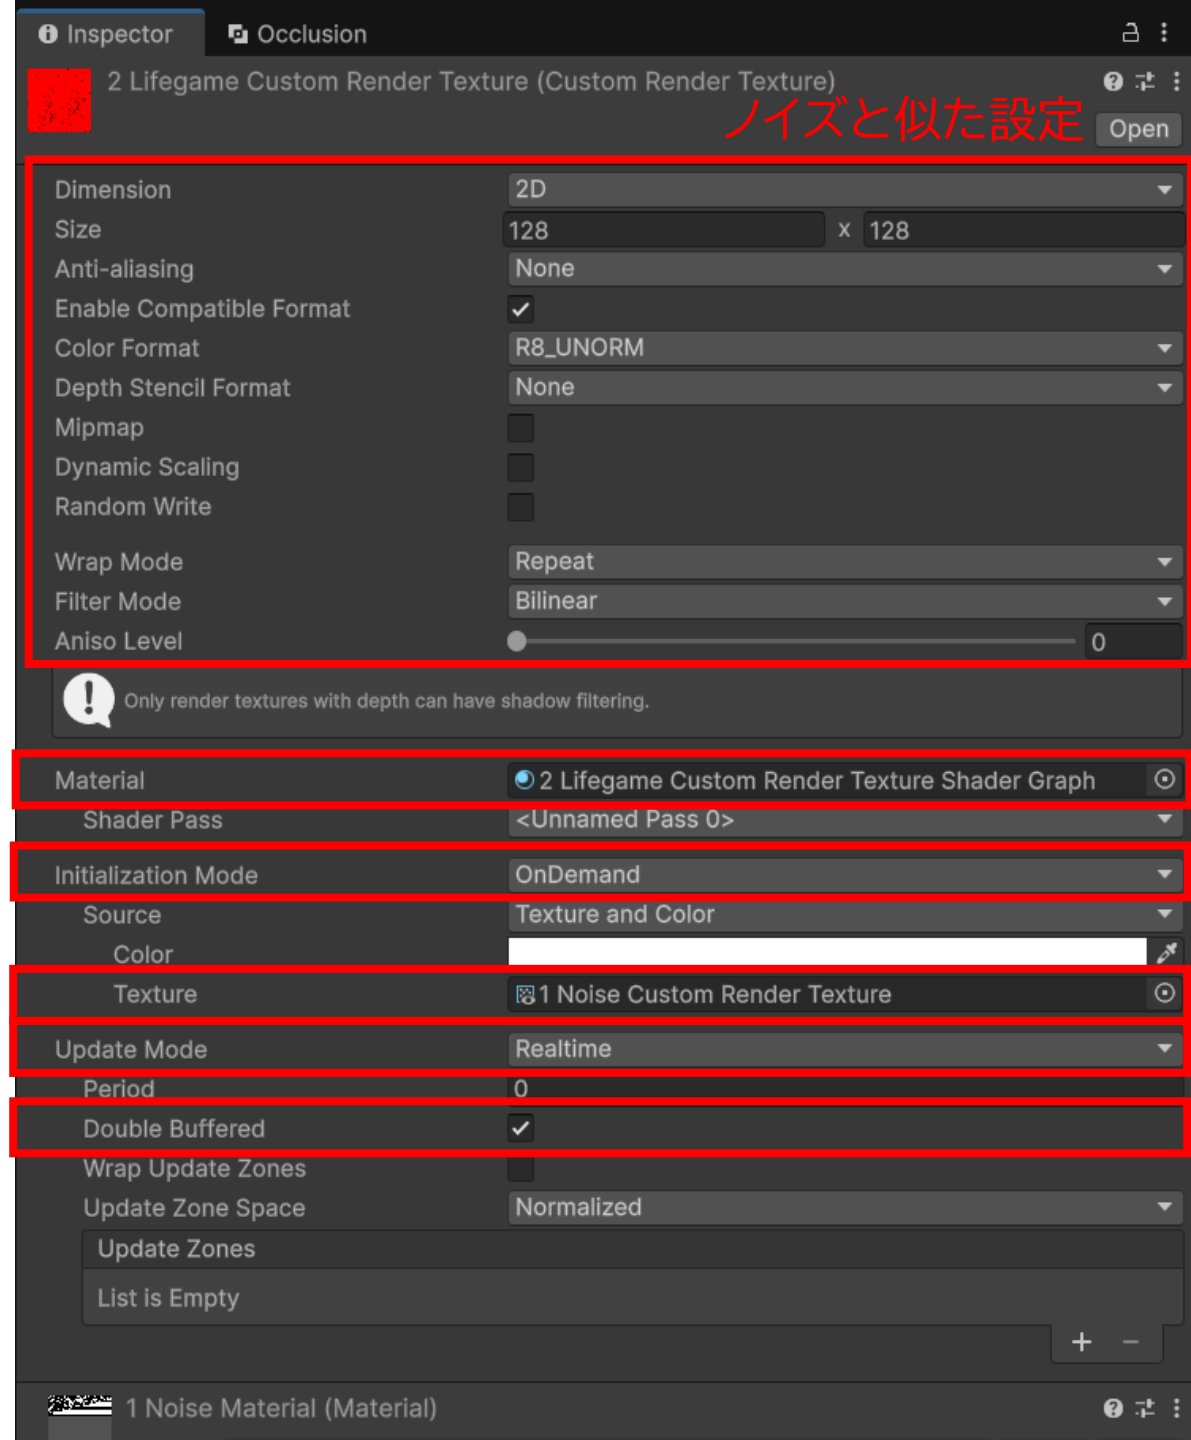 Inspector Occlusion
2 Lifegame Custom Render Texture (Custom Render Texture)
ノイズと似た設定 Open
Dimension 2D
Size 128 x 128
Anti-aliasing None
Enable Compatible Format
Color Format R8_UNORM
Depth Stencil Format None
Mipmap
Dynamic Scaling
Random Write
Wrap Mode Repeat
Filter Mode Bilinear
Aniso Level 0
Only render textures with depth can have shadow filtering.
Material 2 Lifegame Custom Render Texture Shader Graph
Shader Pass <Unnamed Pass 0>
Initialization Mode OnDemand
Source Texture and Color
Color
Texture 1 Noise Custom Render Texture
Update Mode Realtime
Period 0
Double Buffered
Wrap Update Zones
Update Zone Space Normalized
Update Zones
List is Empty
+ −
1 Noise Material (Material)